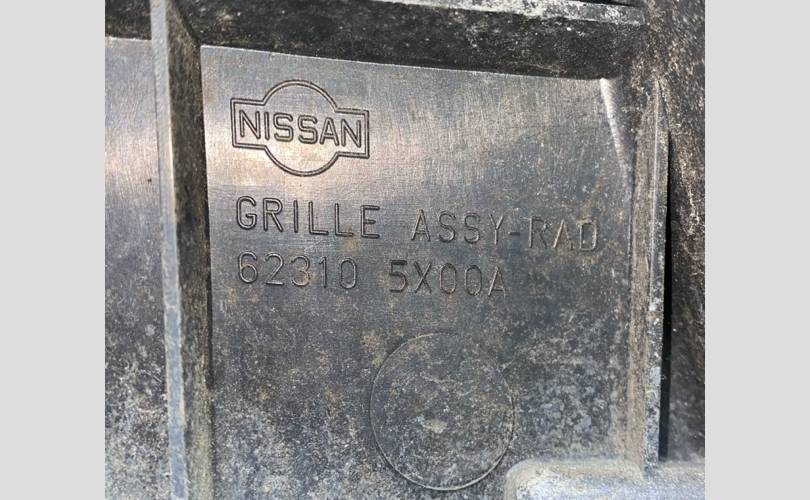 NISSAN
GRILLE ASSY-RAD
62310 5X00A